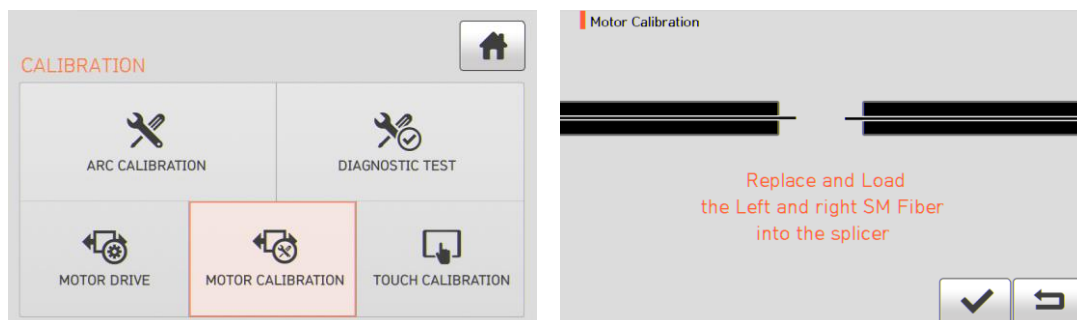 CALIBRATION
ARC CALIBRATION
DIAGNOSTIC TEST
MOTOR DRIVE
MOTOR CALIBRATION
TOUCH CALIBRATION
Motor Calibration
Replace and Load
the Left and right SM Fiber
into the splicer